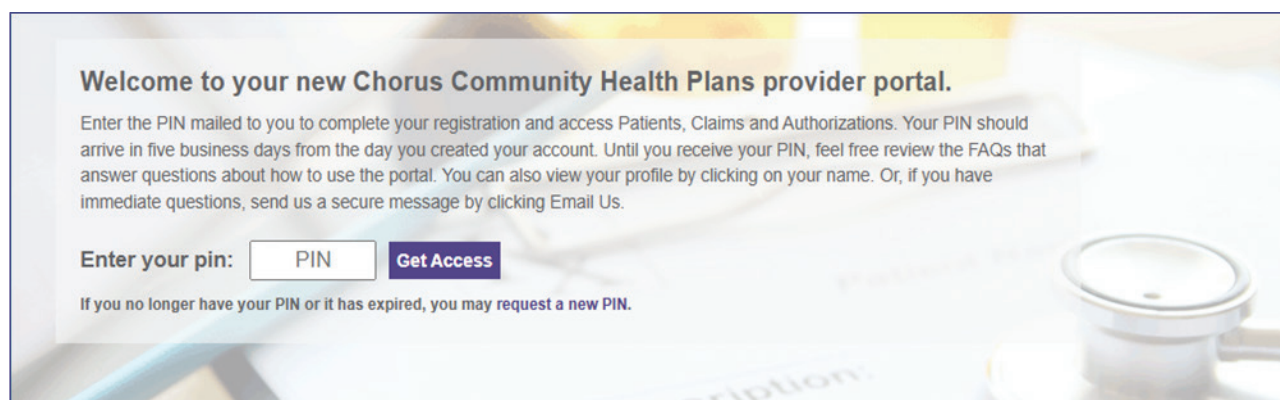 Welcome to your new Chorus Community Health Plans provider portal.
Enter the PIN mailed to you to complete your registration and access Patients, Claims and Authorizations. Your PIN should
arrive in five business days from the day you created your account. Until you receive your PIN, feel free review the FAQs that
answer questions about how to use the portal. You can also view your profile by clicking on your name. Or, if you have
immediate questions, send us a secure message by clicking Email Us.
Enter your pin: PIN Get Access
If you no longer have your PIN or it has expired, you may request a new PIN.